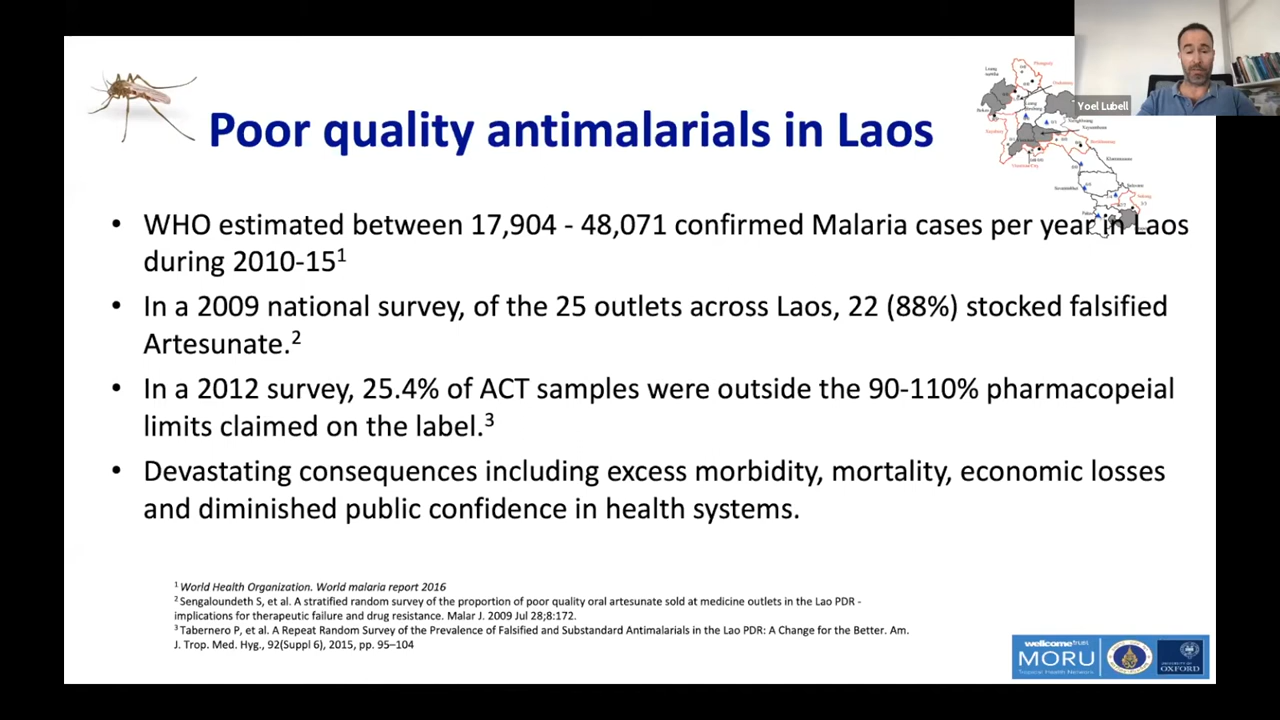 Yoel Lubell
Poor quality antimalarials in Laos
• WHO estimated between 17,904 - 48,071 confirmed Malaria cases per year in Laos
during 2010-15¹
• In a 2009 national survey, of the 25 outlets across Laos, 22 (88%) stocked falsified
Artesunate.²
• In a 2012 survey, 25.4% of ACT samples were outside the 90-110% pharmacopeial
limits claimed on the label.³
• Devastating consequences including excess morbidity, mortality, economic losses
and diminished public confidence in health systems.
¹ World Health Organization. World malaria report 2016
² Sengaloundeth S, et al. A stratified random survey of the proportion of poor quality oral artesunate sold at medicine outlets in the Lao PDR -
implications for therapeutic failure and drug resistance. Malar J. 2009 Jul 28;8:172.
³ Tabernero P, et al. A Repeat Random Survey of the Prevalence of Falsified and Substandard Antimalarials in the Lao PDR: A Change for the Better. Am.
J. Trop. Med. Hyg., 92(Suppl 6), 2015, pp. 95–104
wellcome trust
MORU
Tropical Health Network
UNIVERSITY OF
OXFORD